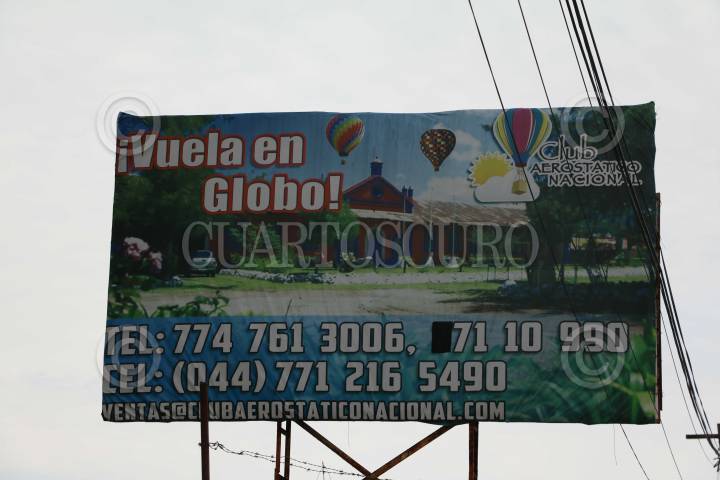 ¡Vuela en
Globo!
Club
AEROSTÁTICO
NACIONAL
CUARTOSCURO
TEL: 774 761 3006, 71 10 990
CEL: (044) 771 216 5490
VENTAS@CLUBAEROSTATICONACIONAL.COM